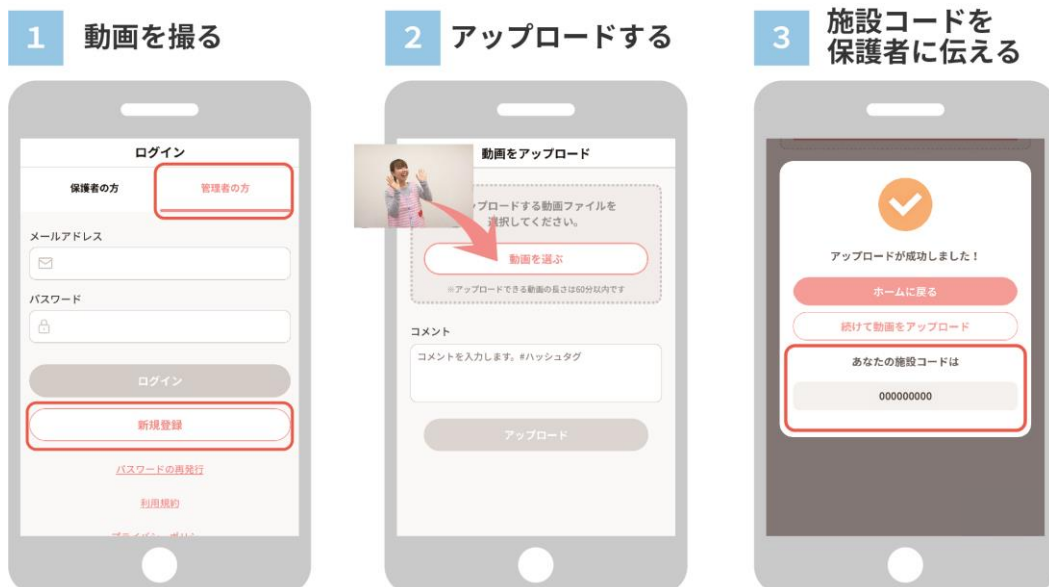 1 動画を撮る
ログイン
保護者の方 管理者の方
メールアドレス
パスワード
ログイン
新規登録
パスワードの再発行
利用規約
2 アップロードする
動画をアップロード
プロードする動画ファイルを
選択してください。
動画を選ぶ
※アップロードできる動画の長さは60分以内です
コメント
コメントを入力します。#ハッシュタグ
アップロード
3 施設コードを
保護者に伝える
アップロードが成功しました！
ホームに戻る
続けて動画をアップロード
あなたの施設コードは
000000000